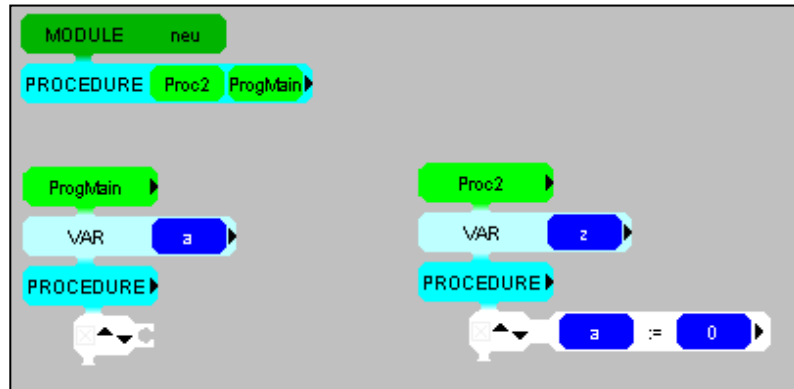 MODULE neu
PROCEDURE Proc2 ProgMain
ProgMain
VAR a
PROCEDURE
Proc2
VAR z
PROCEDURE
a := 0